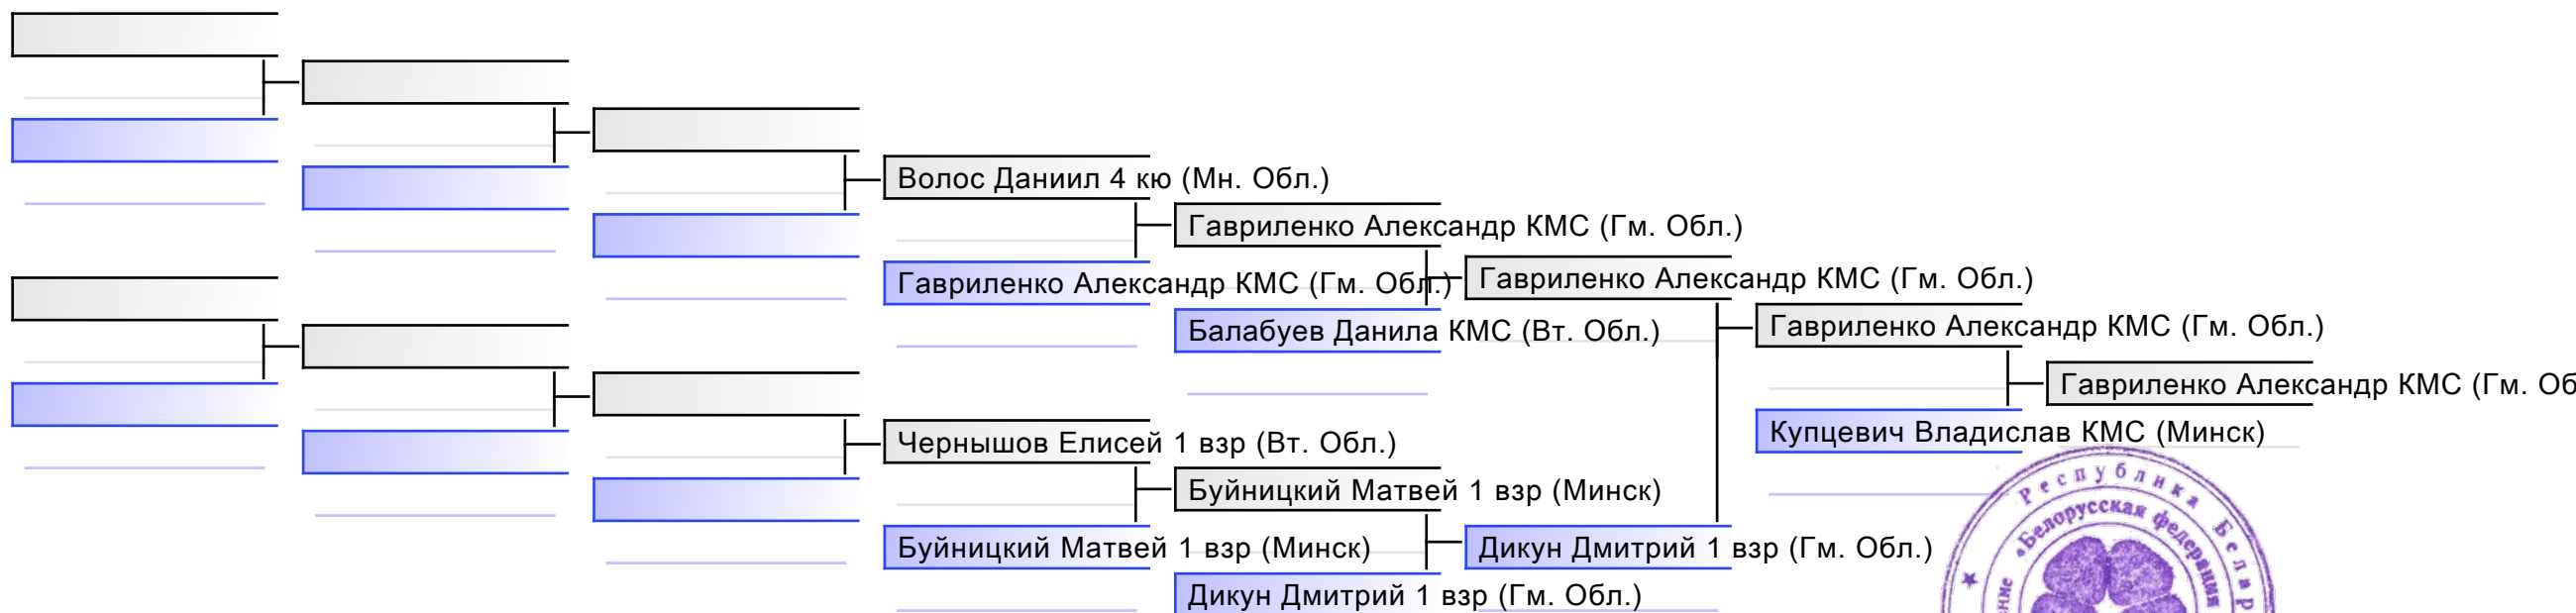 Волос Даниил 4 кю (Мн. Обл.)
Гавриленко Александр КМС (Гм. Обл.)
Гавриленко Александр КМС (Гм. Обл.)
Гавриленко Александр КМС (Гм. Обл.)
Балабуев Данила КМС (Вт. Обл.)
Гавриленко Александр КМС (Гм. Обл.)
Гавриленко Александр КМС (Гм. Об
Купцевич Владислав КМС (Минск)
Чернышов Елисей 1 взр (Вт. Обл.)
Буйницкий Матвей 1 взр (Минск)
Буйницкий Матвей 1 взр (Минск)
Дикун Дмитрий 1 взр (Гм. Обл.)
Дикун Дмитрий 1 взр (Гм. Обл.)
Республика Белар
«Белорусская федерация